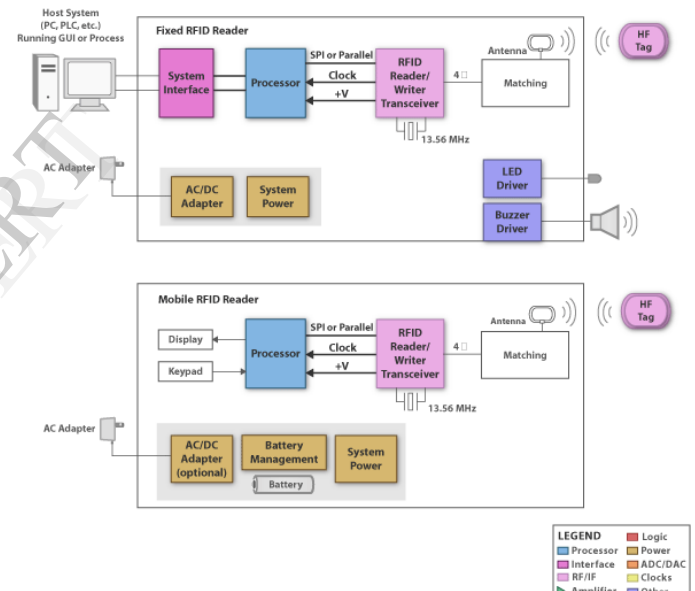 Host System
(PC, PLC, etc.)
Running GUI or Process
Fixed RFID Reader
System
Interface
Processor
SPI or Parallel
Clock
+V
RFID
Reader/
Writer
Transceiver
4 □
Antenna
Matching
HF
Tag
13.56 MHz
AC Adapter
AC/DC
Adapter
System
Power
LED
Driver
Buzzer
Driver
Mobile RFID Reader
Display
Keypad
Processor
SPI or Parallel
Clock
+V
RFID
Reader/
Writer
Transceiver
4 □
Antenna
Matching
HF
Tag
13.56 MHz
AC Adapter
AC/DC
Adapter
(optional)
Battery
Management
Battery
System
Power
LEGEND
Logic
Processor
Power
Interface
ADC/DAC
RF/IF
Clocks
Amplifier
Other